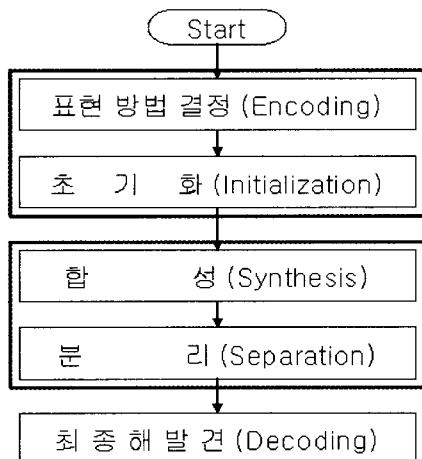 Start
표현 방법 결정 (Encoding)
초 기 화 (Initialization)
합 성 (Synthesis)
분 리 (Separation)
최 종 해 발 견 (Decoding)